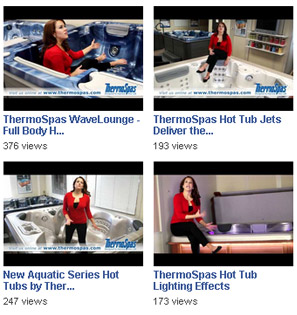 ThermoSpas
Visit us online at www.thermospas.com
ThermoSpas
Visit us online at www.thermospas.com
ThermoSpas WaveLounge -
Full Body H...
376 views
ThermoSpas Hot Tub Jets
Deliver the...
193 views
ThermoSpas
Visit us online at www.thermospas.com
New Aquatic Series Hot
Tubs by Ther...
247 views
ThermoSpas Hot Tub
Lighting Effects
173 views